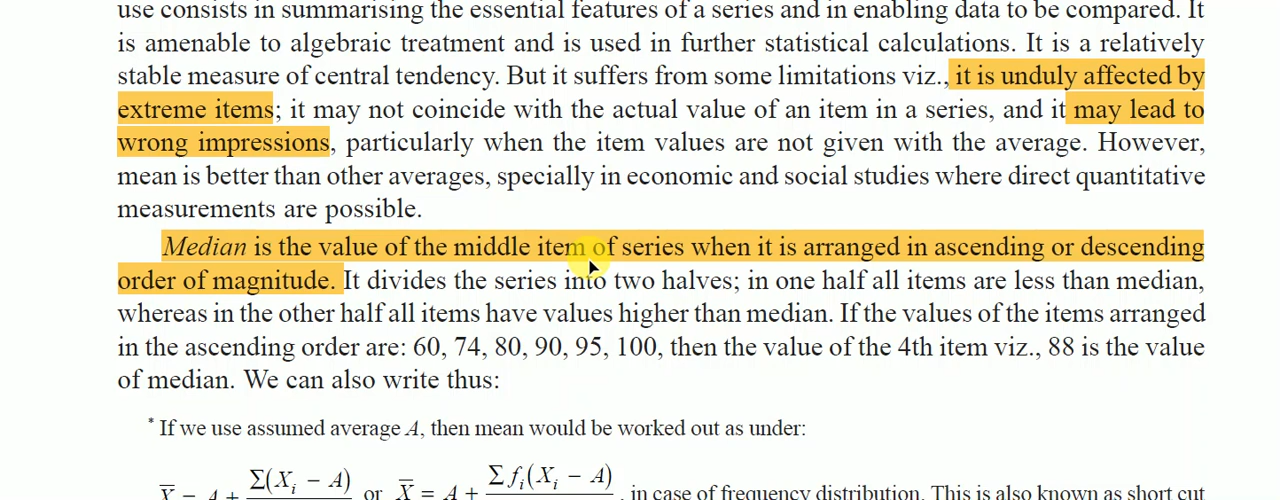 use consists in summarising the essential features of a series and in enabling data to be compared. It
is amenable to algebraic treatment and is used in further statistical calculations. It is a relatively
stable measure of central tendency. But it suffers from some limitations viz., it is unduly affected by
extreme items; it may not coincide with the actual value of an item in a series, and it may lead to
wrong impressions, particularly when the item values are not given with the average. However,
mean is better than other averages, specially in economic and social studies where direct quantitative
measurements are possible.
Median is the value of the middle item of series when it is arranged in ascending or descending
order of magnitude. It divides the series into two halves; in one half all items are less than median,
whereas in the other half all items have values higher than median. If the values of the items arranged
in the ascending order are: 60, 74, 80, 90, 95, 100, then the value of the 4th item viz., 88 is the value
of median. We can also write thus:
* If we use assumed average A, then mean would be worked out as under:
X̅ = A + Σ(Xᵢ − A) or X̅ = A + Σ fᵢ(Xᵢ − A) , in case of frequency distribution. This is also known as short cut